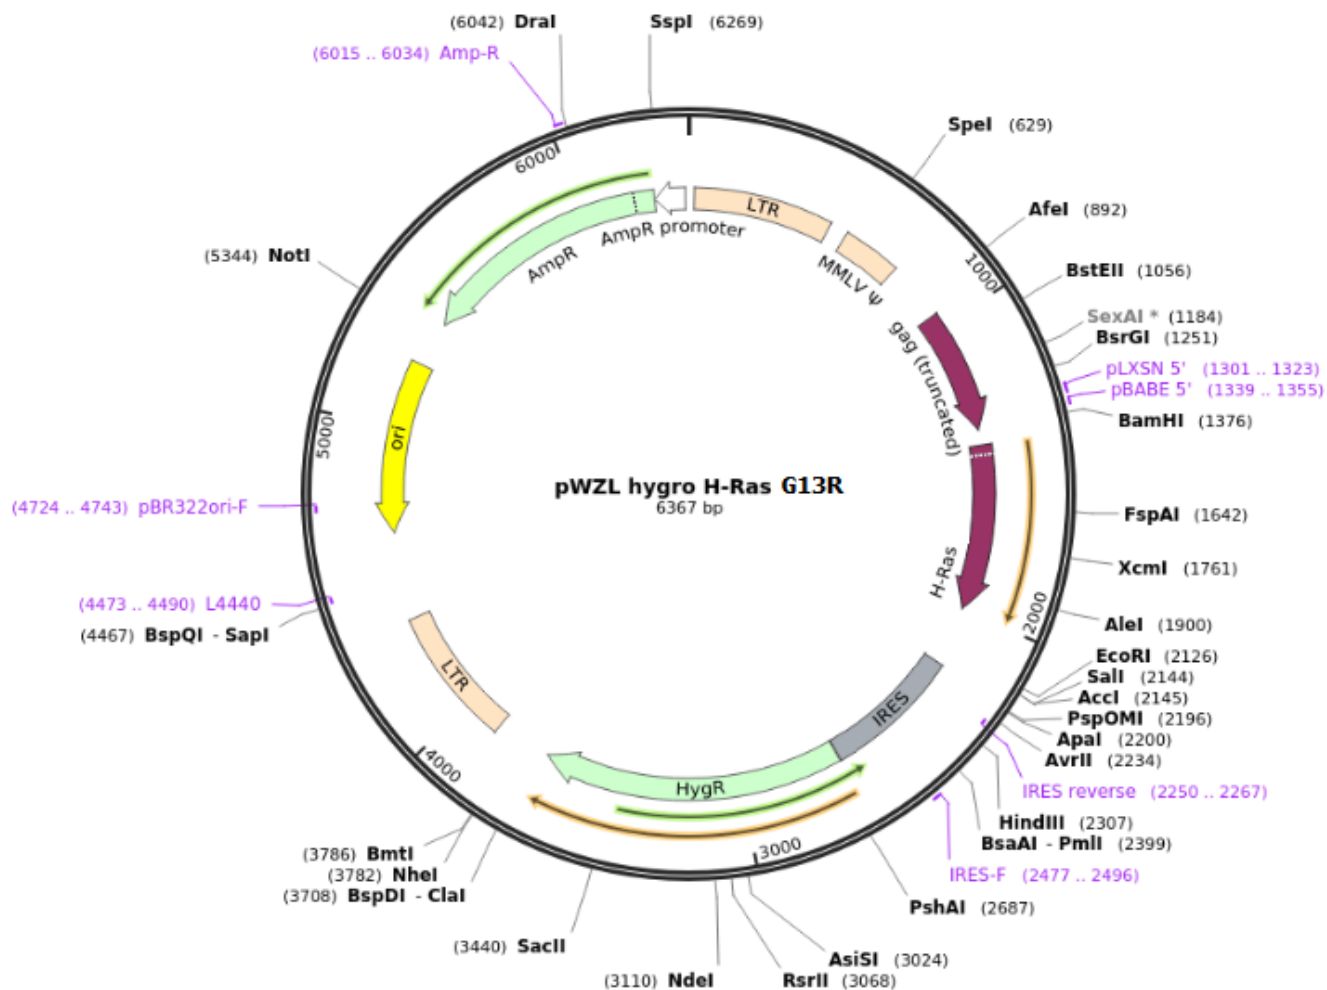 (6042) DraI
SspI (6269)
(6015 .. 6034) Amp-R
SpeI (629)
6000
LTR
AfeI (892)
AmpR promoter
AmpR
MMLV Ψ
(5344) NotI
1000
BstEII (1056)
SexAI * (1184)
BsrGI (1251)
gag (truncated)
pLXSN 5' (1301 .. 1323)
pBABE 5' (1339 .. 1355)
BamHI (1376)
5000
ori
pWZL hygro H-Ras G13R
6367 bp
(4724 .. 4743) pBR322ori-F
FspAI (1642)
XcmI (1761)
H-Ras
(4473 .. 4490) L4440
2000
AleI (1900)
(4467) BspQI - SapI
EcoRI (2126)
SalI (2144)
LTR
AccI (2145)
IRES
PspOMI (2196)
ApaI (2200)
AvrII (2234)
4000
HygR
IRES reverse (2250 .. 2267)
HindIII (2307)
BsaAI - PmlI (2399)
3000
(3786) BmtI
(3782) NheI
IRES-F (2477 .. 2496)
(3708) BspDI - ClaI
PshAI (2687)
(3440) SacII
AsiSI (3024)
(3110) NdeI
RsrII (3068)